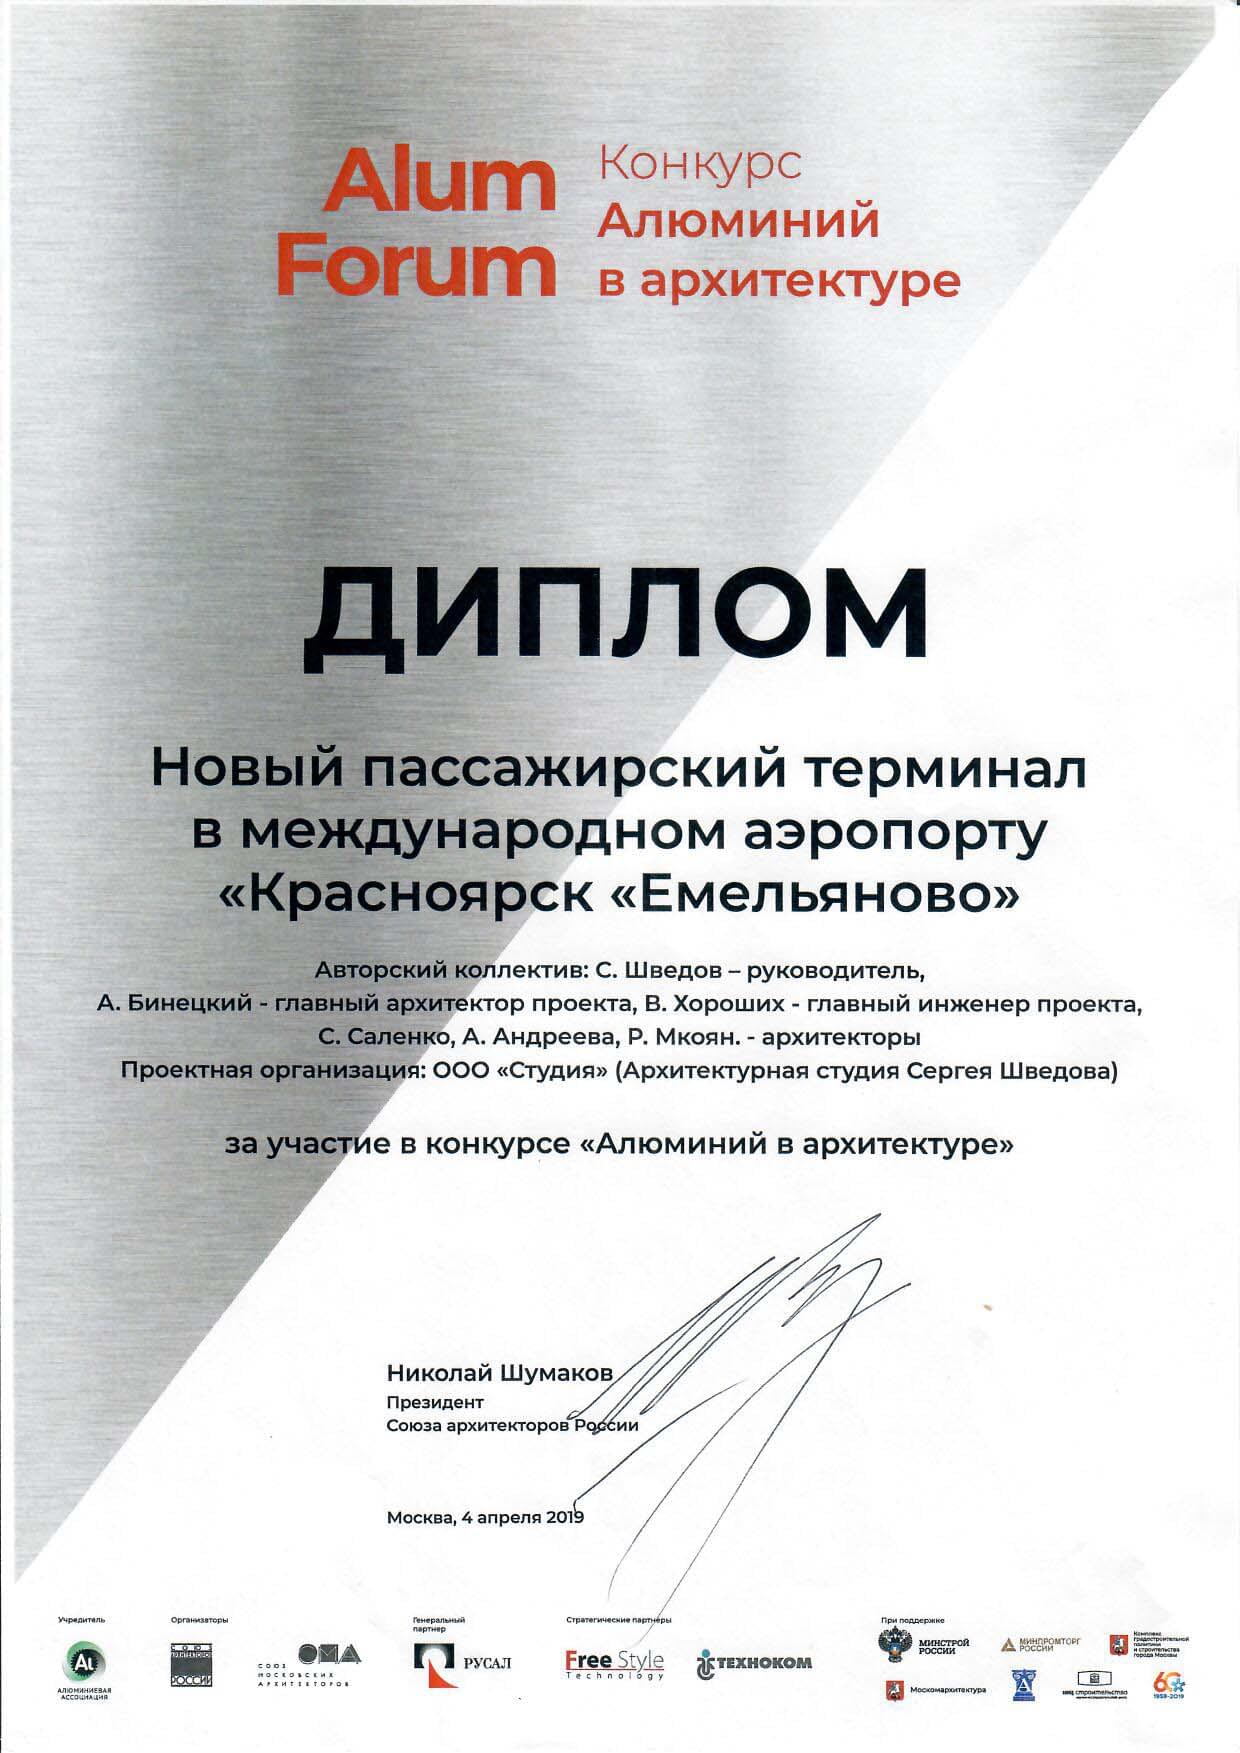 Alum
Forum
Конкурс
Алюминий
в архитектуре
ДИПЛОМ
Новый пассажирский терминал
в международном аэропорту
«Красноярск «Емельяново»
Авторский коллектив: С. Шведов – руководитель,
А. Бинецкий - главный архитектор проекта, В. Хороших - главный инженер проекта,
С. Саленко, А. Андреева, Р. Мкоян. - архитекторы
Проектная организация: ООО «Студия» (Архитектурная студия Сергея Шведова)
за участие в конкурсе «Алюминий в архитектуре»
Николай Шумаков
Президент
Союза архитекторов России
Москва, 4 апреля 2019
Учредитель
AL
АЛЮМИНИЕВАЯ
АССОЦИАЦИЯ
Организаторы
СОЮЗ
АРХИТЕКТОРОВ
РОССИИ
СОЮЗ
МОСКОВСКИХ
АРХИТЕКТОРОВ
Генеральный
партнер
РУСАЛ
Стратегические партнеры
Free Style
Technology
ТЕХНОКОМ
При поддержке
МИНСТРОЙ
РОССИИ
МИНПРОМТОРГ
РОССИИ
Комплекс
градостроительной
политики
и строительства
города Москвы
Москомархитектура
А
НИЦ СТРОИТЕЛЬСТВО
60
1959-2019